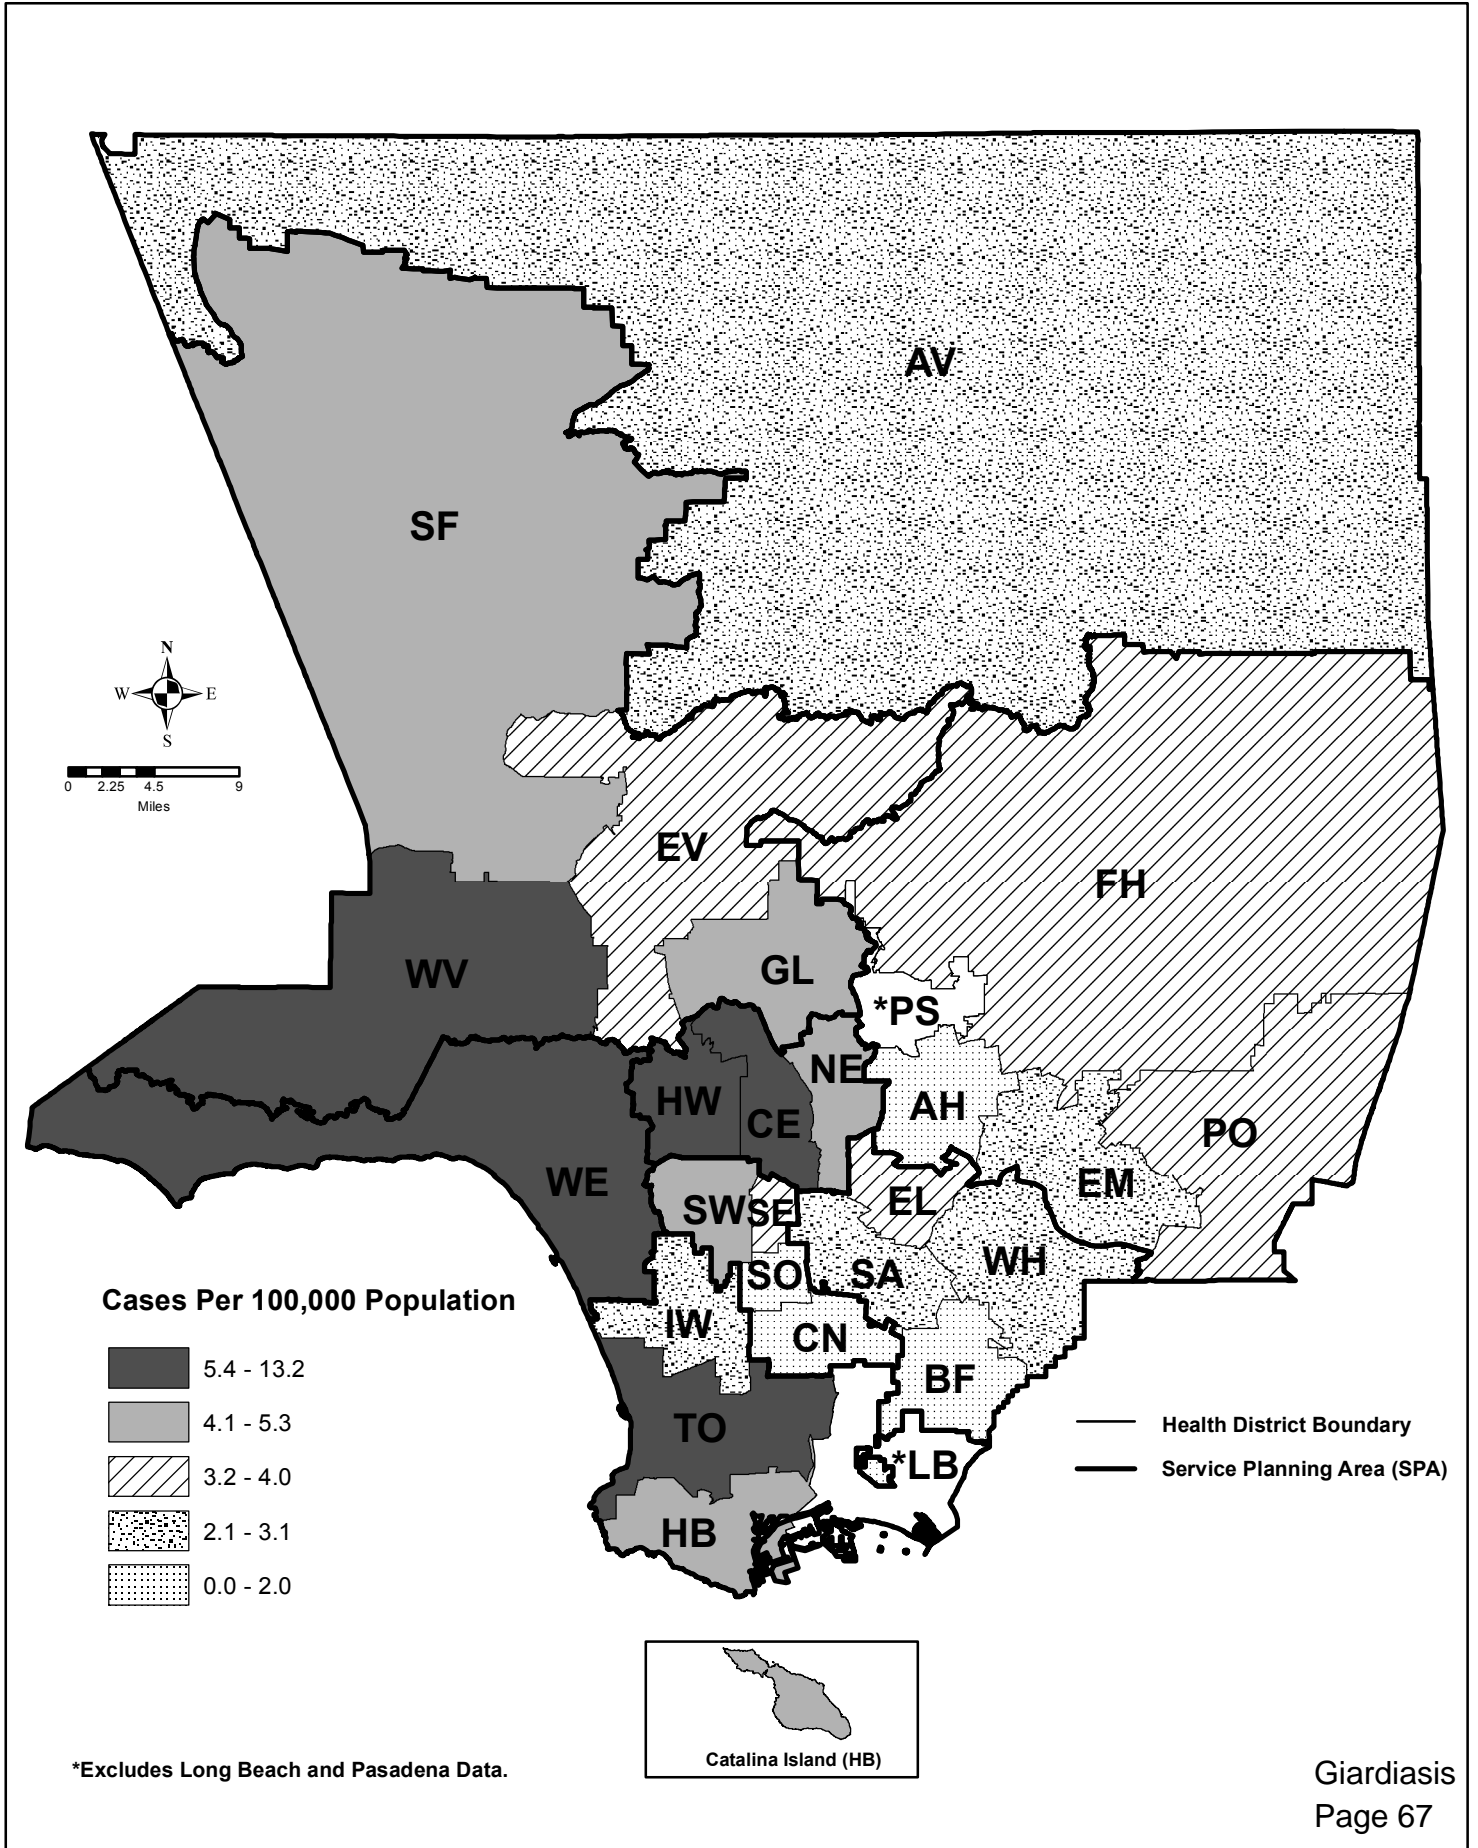 AV
SF
N
W E
S
0 2.25 4.5 9
Miles
EV
FH
WV
GL
*PS
NE
HW
AH
CE
PO
WE
EM
SW
SE
EL
WH
SO
SA
Cases Per 100,000 Population
IW
CN
5.4 - 13.2
BF
4.1 - 5.3
TO
Health District Boundary
3.2 - 4.0
*LB
Service Planning Area (SPA)
2.1 - 3.1
HB
0.0 - 2.0
Catalina Island (HB)
*Excludes Long Beach and Pasadena Data.
Giardiasis
Page 67